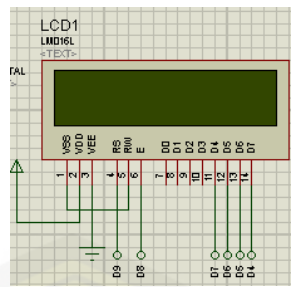 LCD1
LM016L
<TEXT>
TAL
VSS VDD VEE RS RW E D0 D1 D2 D3 D4 D5 D6 D7
1 2 3 4 5 6 7 8 9 10 11 12 13 14
D9 D8 D7 D6 D5 D4